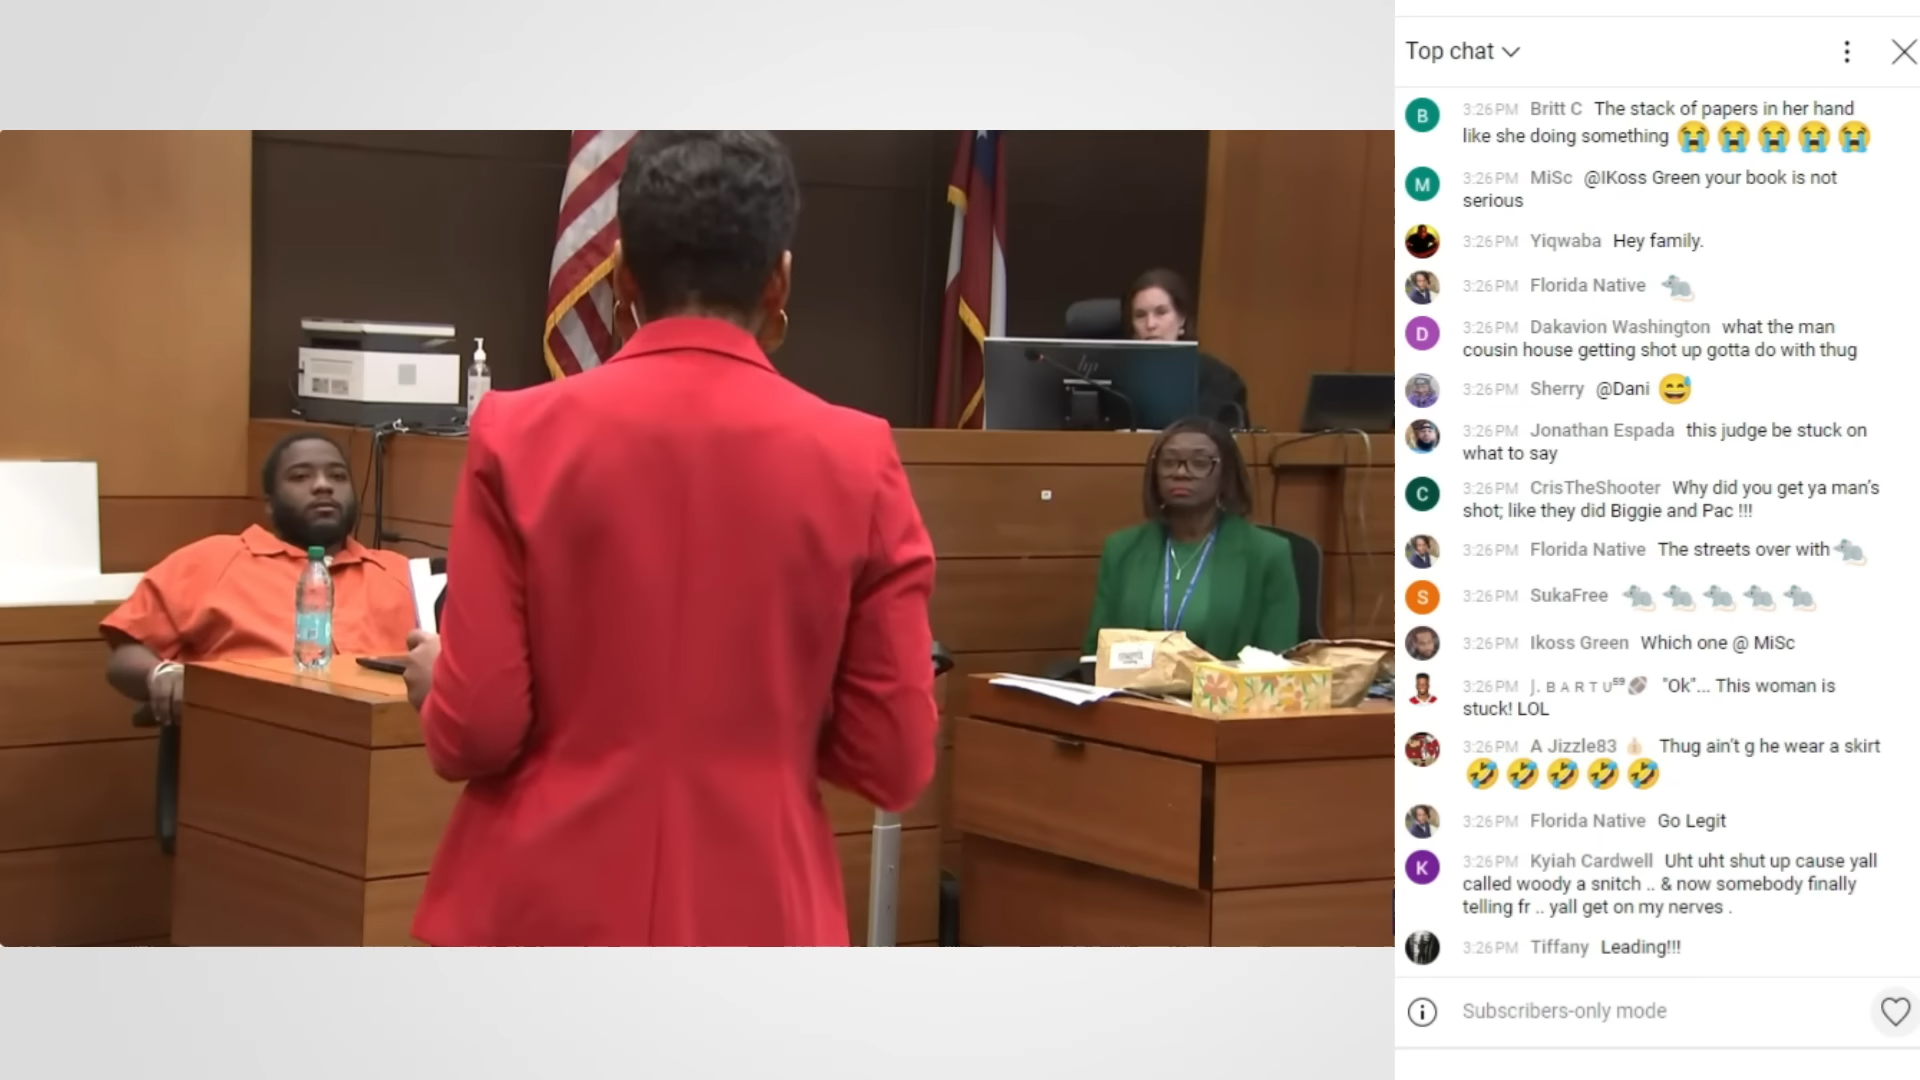 Top chat
3:26 PM Britt C The stack of papers in her hand
like she doing something 😭😭😭😭😭
3:26 PM MiSc @IKoss Green your book is not
serious
3:26 PM Yiqwaba Hey family.
3:26 PM Florida Native 🐀
3:26 PM Dakavion Washington what the man
cousin house getting shot up gotta do with thug
3:26 PM Sherry @Dani 😅
3:26 PM Jonathan Espada this judge be stuck on
what to say
3:26 PM CrisTheShooter Why did you get ya man's
shot; like they did Biggie and Pac !!!
3:26 PM Florida Native The streets over with🐀
3:26 PM SukaFree 🐀🐀🐀🐀🐀
3:26 PM Ikoss Green Which one @ MiSc
3:26 PM J. ʙᴀʀᴛᴜ⁵⁹🏈 "Ok"... This woman is
stuck! LOL
3:26 PM A Jizzle83 👍🏻 Thug ain't g he wear a skirt
🤣🤣🤣🤣🤣
3:26 PM Florida Native Go Legit
3:26 PM Kyiah Cardwell Uht uht shut up cause yall
called woody a snitch .. & now somebody finally
telling fr .. yall get on my nerves .
3:26 PM Tiffany Leading!!!
Subscribers-only mode
B
M
D
C
S
K
hp